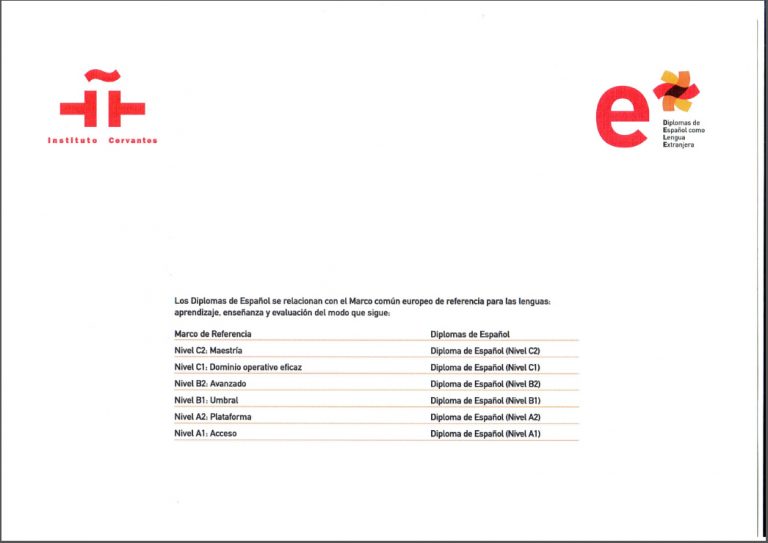 Instituto Cervantes
e
Diplomas de
Español como
Lengua
Extranjera
Los Diplomas de Español se relacionan con el Marco común europeo de referencia para las lenguas:
aprendizaje, enseñanza y evaluación del modo que sigue:
Marco de Referencia Diplomas de Español
Nivel C2: Maestría Diploma de Español (Nivel C2)
Nivel C1: Dominio operativo eficaz Diploma de Español (Nivel C1)
Nivel B2: Avanzado Diploma de Español (Nivel B2)
Nivel B1: Umbral Diploma de Español (Nivel B1)
Nivel A2: Plataforma Diploma de Español (Nivel A2)
Nivel A1: Acceso Diploma de Español (Nivel A1)